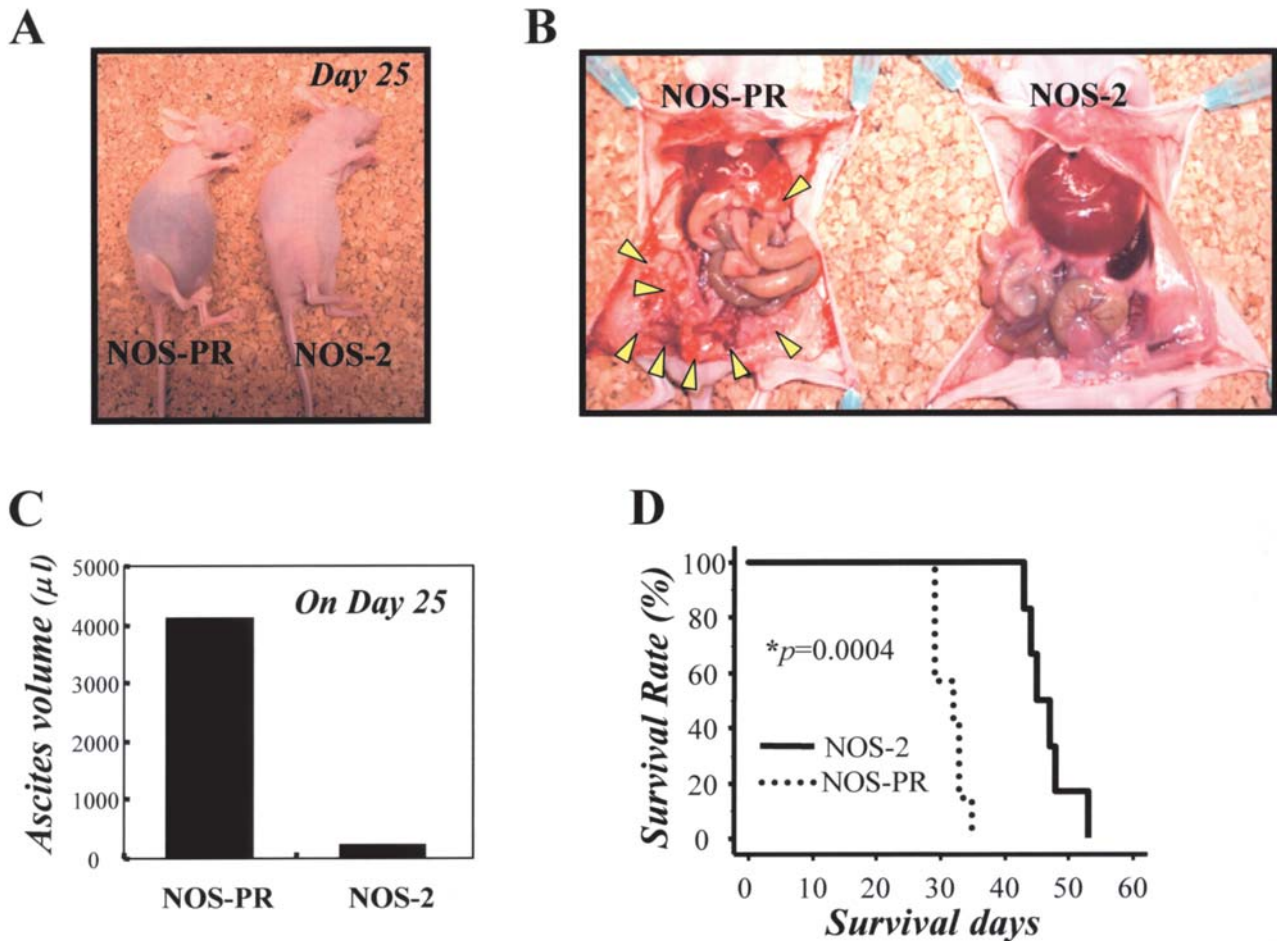 A
Day 25
NOS-PR
NOS-2
B
NOS-PR
NOS-2
C
Ascites volume (μl)
5000
4000
3000
2000
1000
0
On Day 25
NOS-PR
NOS-2
D
Survival Rate (%)
100
80
60
40
20
0
*p=0.0004
NOS-2
NOS-PR
0 10 20 30 40 50 60
Survival days